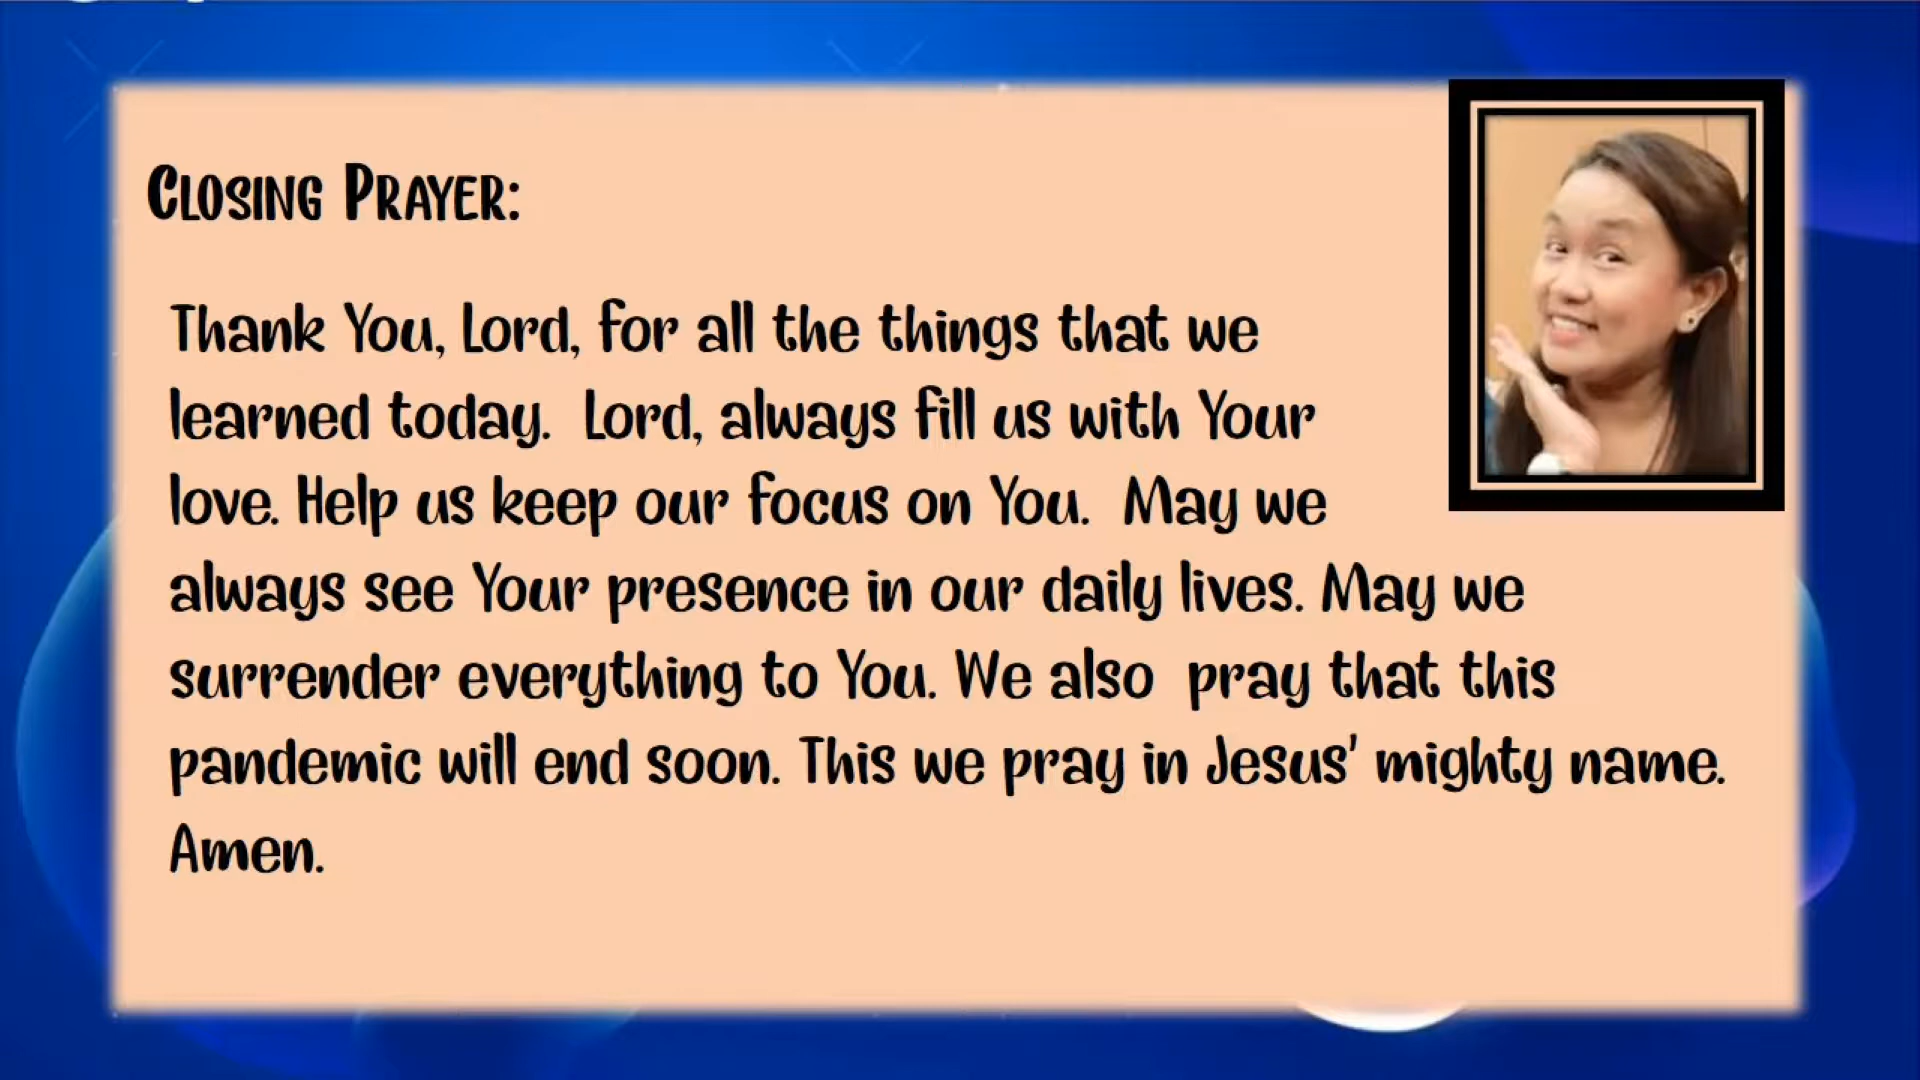 CLOSING PRAYER:
Thank You, Lord, for all the things that we
learned today. Lord, always fill us with Your
love. Help us keep our focus on You. May we
always see Your presence in our daily lives. May we
surrender everything to You. We also pray that this
pandemic will end soon. This we pray in Jesus' mighty name.
Amen.